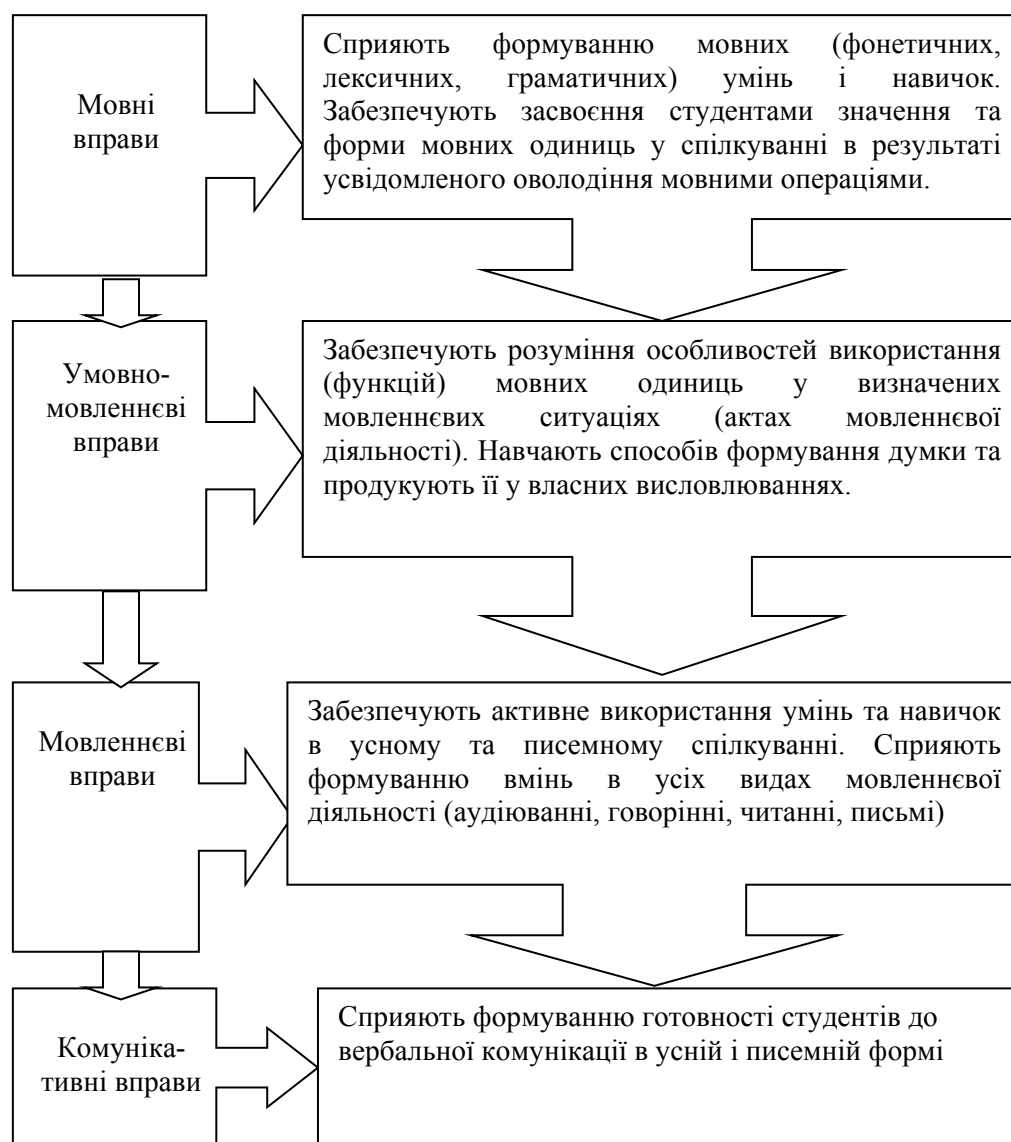 Мовні
вправи
Сприяють формуванню мовних (фонетичних,
лексичних, граматичних) умінь і навичок.
Забезпечують засвоєння студентами значення та
форми мовних одиниць у спілкуванні в результаті
усвідомленого оволодіння мовними операціями.
Умовно-
мовленнєві
вправи
Забезпечують розуміння особливостей використання
(функцій) мовних одиниць у визначених
мовленнєвих ситуаціях (актах мовленнєвої
діяльності). Навчають способів формування думки та
продукують її у власних висловлюваннях.
Мовленнєві
вправи
Забезпечують активне використання умінь та навичок
в усному та писемному спілкуванні. Сприяють
формуванню вмінь в усіх видах мовленнєвої
діяльності (аудіюванні, говорінні, читанні, письмі)
Комуніка-
тивні вправи
Сприяють формуванню готовності студентів до
вербальної комунікації в усній і писемній формі